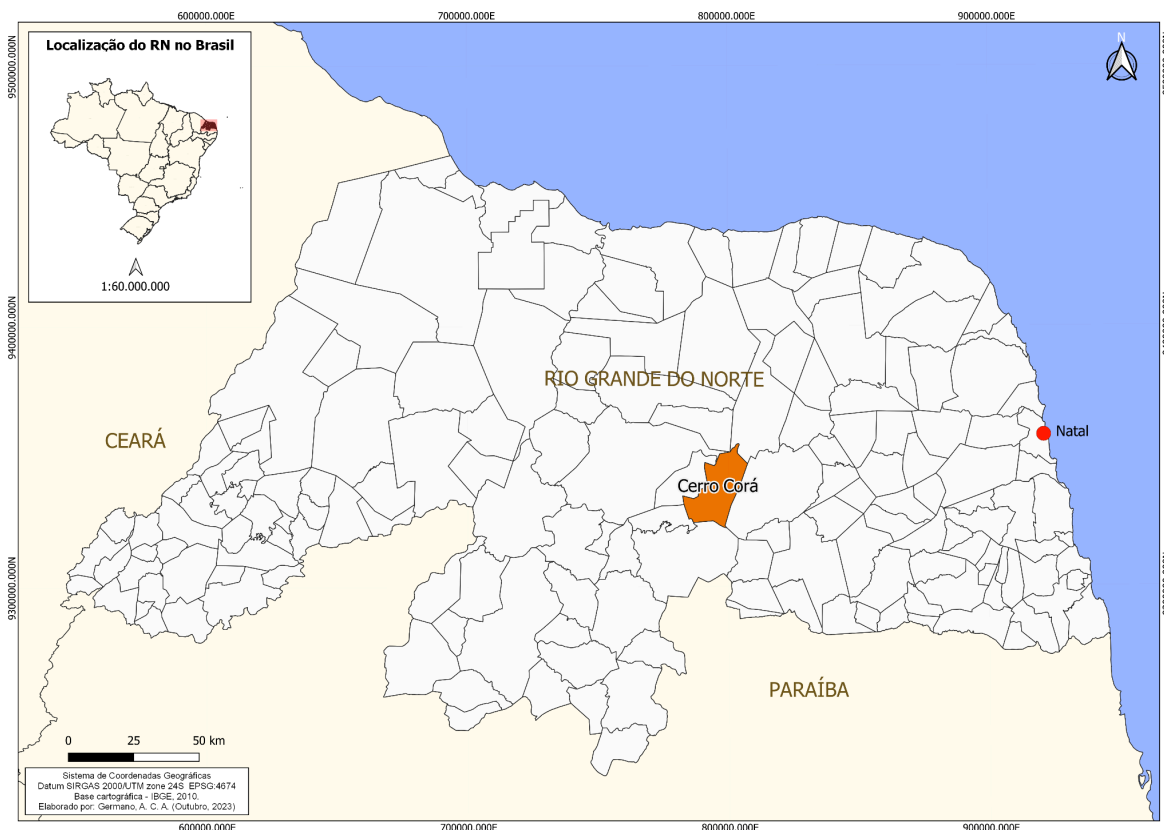 600000.000E 700000.000E 800000.000E 900000.000E
Localização do RN no Brasil
1:60.000.000
N
9500000.000N
9400000.000N
9300000.000N
RIO GRANDE DO NORTE
CEARÁ
Natal
Cerro Corá
PARAÍBA
0 25 50 km
Sistema de Coordenadas Geográficas
Datum SIRGAS 2000/UTM zone 24S EPSG:4674
Base cartográfica - IBGE, 2010.
Elaborado por: Germano, A. C. A. (Outubro, 2023)
600000.000E 700000.000E 800000.000E 900000.000E